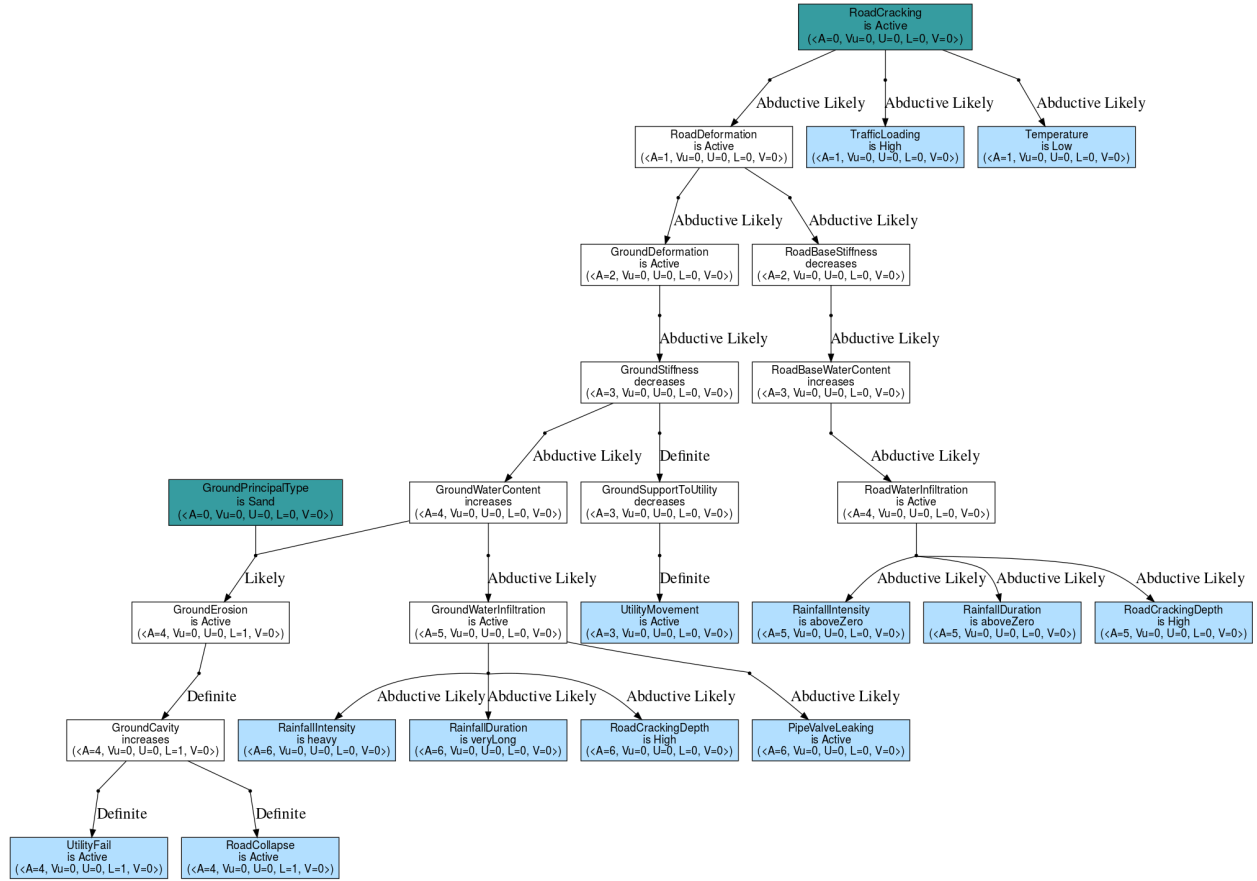 RoadCracking
is Active
(<A=0, Vu=0, U=0, L=0, V=0>)
Abductive Likely
Abductive Likely
Abductive Likely
RoadDeformation
is Active
(<A=1, Vu=0, U=0, L=0, V=0>)
TrafficLoading
is High
(<A=1, Vu=0, U=0, L=0, V=0>)
Temperature
is Low
(<A=1, Vu=0, U=0, L=0, V=0>)
Abductive Likely
Abductive Likely
GroundDeformation
is Active
(<A=2, Vu=0, U=0, L=0, V=0>)
RoadBaseStiffness
decreases
(<A=2, Vu=0, U=0, L=0, V=0>)
Abductive Likely
Abductive Likely
GroundStiffness
decreases
(<A=3, Vu=0, U=0, L=0, V=0>)
RoadBaseWaterContent
increases
(<A=3, Vu=0, U=0, L=0, V=0>)
Abductive Likely
Definite
Abductive Likely
GroundPrincipalType
is Sand
(<A=0, Vu=0, U=0, L=0, V=0>)
GroundWaterContent
increases
(<A=4, Vu=0, U=0, L=0, V=0>)
GroundSupportToUtility
decreases
(<A=3, Vu=0, U=0, L=0, V=0>)
RoadWaterInfiltration
is Active
(<A=4, Vu=0, U=0, L=0, V=0>)
Likely
Abductive Likely
Definite
Abductive Likely
Abductive Likely
Abductive Likely
GroundErosion
is Active
(<A=4, Vu=0, U=0, L=1, V=0>)
GroundWaterInfiltration
is Active
(<A=5, Vu=0, U=0, L=0, V=0>)
UtilityMovement
is Active
(<A=3, Vu=0, U=0, L=0, V=0>)
RainfallIntensity
is aboveZero
(<A=5, Vu=0, U=0, L=0, V=0>)
RainfallDuration
is aboveZero
(<A=5, Vu=0, U=0, L=0, V=0>)
RoadCrackingDepth
is High
(<A=5, Vu=0, U=0, L=0, V=0>)
Definite
Abductive Likely
Abductive Likely
Abductive Likely
Abductive Likely
GroundCavity
increases
(<A=4, Vu=0, U=0, L=1, V=0>)
RainfallIntensity
is heavy
(<A=6, Vu=0, U=0, L=0, V=0>)
RainfallDuration
is veryLong
(<A=6, Vu=0, U=0, L=0, V=0>)
RoadCrackingDepth
is High
(<A=6, Vu=0, U=0, L=0, V=0>)
PipeValveLeaking
is Active
(<A=6, Vu=0, U=0, L=0, V=0>)
Definite
Definite
UtilityFail
is Active
(<A=4, Vu=0, U=0, L=1, V=0>)
RoadCollapse
is Active
(<A=4, Vu=0, U=0, L=1, V=0>)